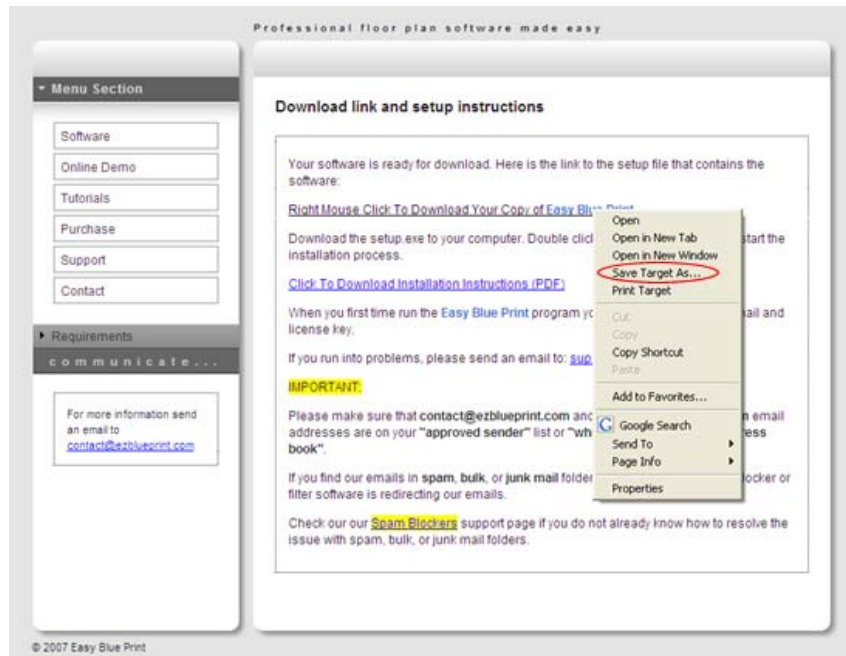 Professional floor plan software made easy
Menu Section
Software
Online Demo
Tutorials
Purchase
Support
Contact
Requirements
communicate...
For more information send
an email to
contact@ezblueprint.com
Download link and setup instructions
Your software is ready for download. Here is the link to the setup file that contains the
software:
Right Mouse Click To Download Your Copy of Easy Blue Print
Download the setup.exe to your computer. Double clic
start the
installation process.
Click To Download Installation Instructions (PDF)
When you first time run the Easy Blue Print program yo
ail and
license key.
If you run into problems, please send an email to: sup
IMPORTANT:
Please make sure that contact@ezblueprint.com and
email
addresses are on your "approved sender" list or "wh
ress
book".
If you find our emails in spam, bulk, or junk mail folder
locker or
filter software is redirecting our emails.
Check our our Spam Blockers support page if you do not already know how to resolve the
issue with spam, bulk, or junk mail folders.
Open
Open in New Tab
Open in New Window
Save Target As...
Print Target
Cut
Copy
Copy Shortcut
Paste
Add to Favorites...
G Google Search
Send To
Page Info
Properties
© 2007 Easy Blue Print